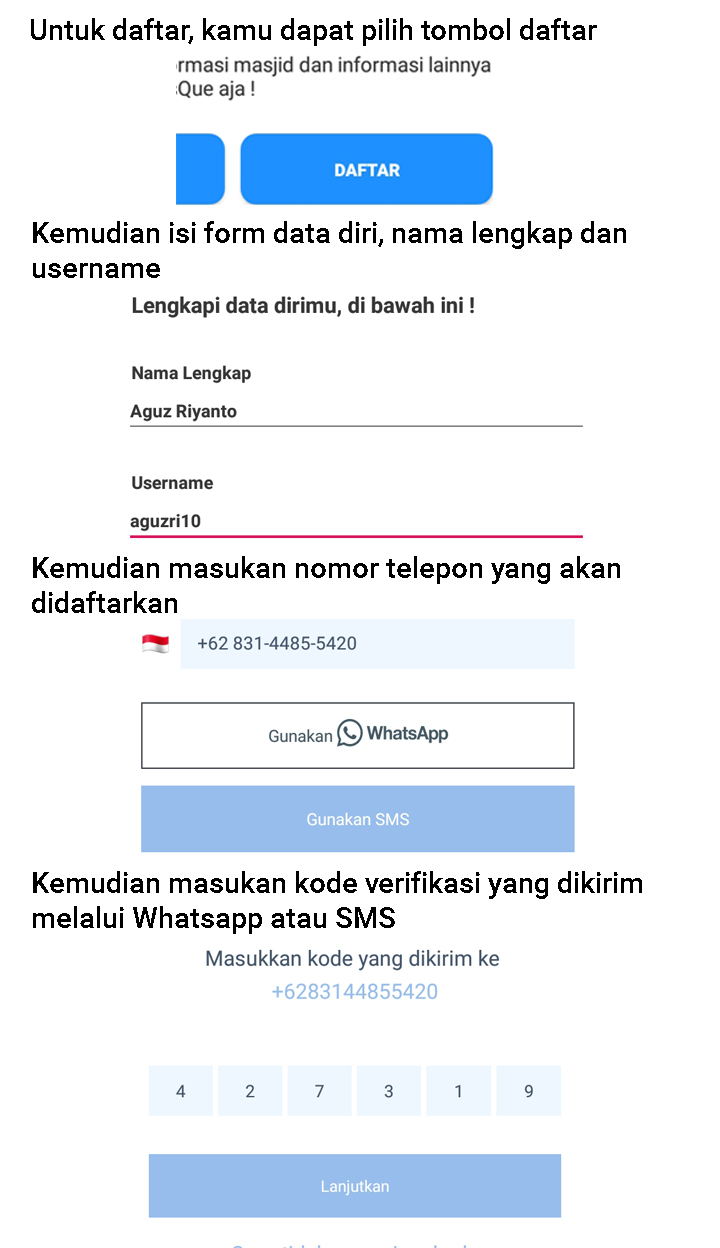 Untuk daftar, kamu dapat pilih tombol daftar
rmasi masjid dan informasi lainnya
Que aja !
DAFTAR
Kemudian isi form data diri, nama lengkap dan
username
Lengkapi data dirimu, di bawah ini !
Nama Lengkap
Aguz Riyanto
Username
aguzri10
Kemudian masukan nomor telepon yang akan
didaftarkan
+62 831-4485-5420
Gunakan WhatsApp
Gunakan SMS
Kemudian masukan kode verifikasi yang dikirim
melalui Whatsapp atau SMS
Masukkan kode yang dikirim ke
+6283144855420
4 2 7 3 1 9
Lanjutkan